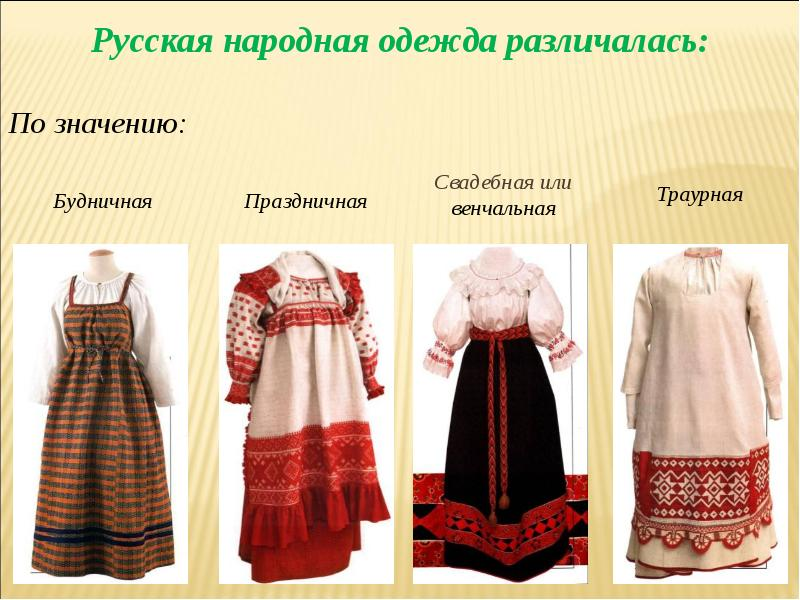 Русская народная одежда различалась:
По значению:
Будничная
Праздничная
Свадебная или
венчальная
Траурная